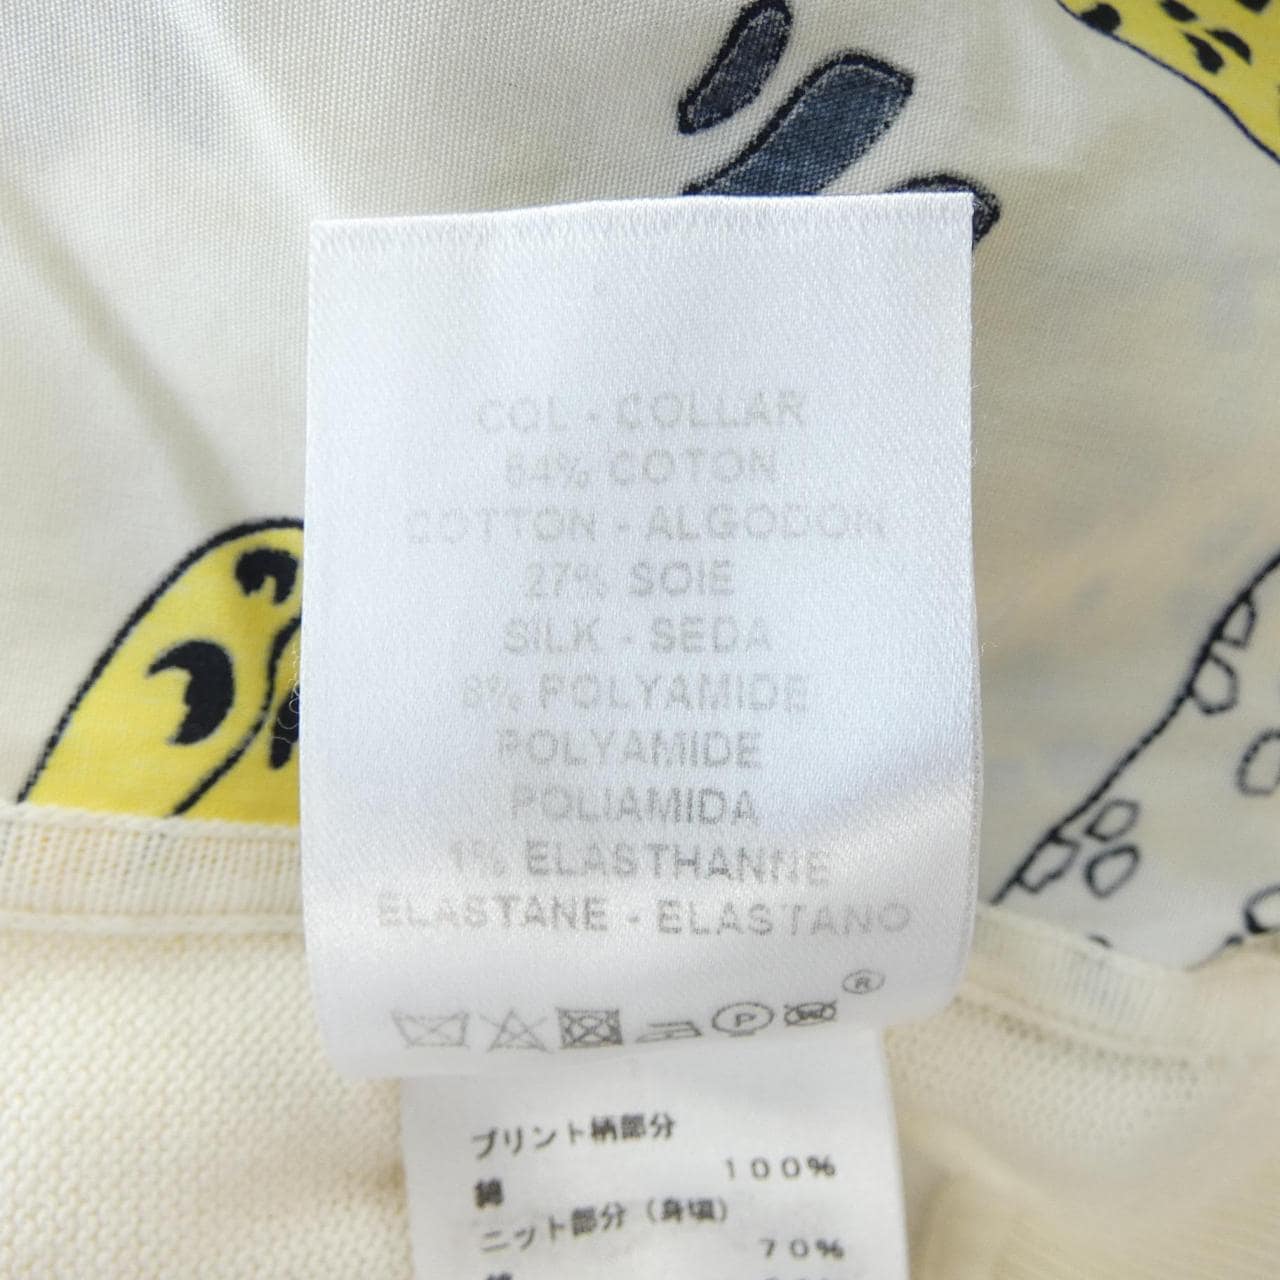 COL - COLLAR
64% COTON
COTTON - ALGODON
27% SOIE
SILK - SEDA
8% POLYAMIDE
POLYAMIDE
POLIAMIDA
1% ELASTHANNE
ELASTANE - ELASTANO
®
P
プリント柄部分
綿 100%
ニット部分 (身頃)
70%